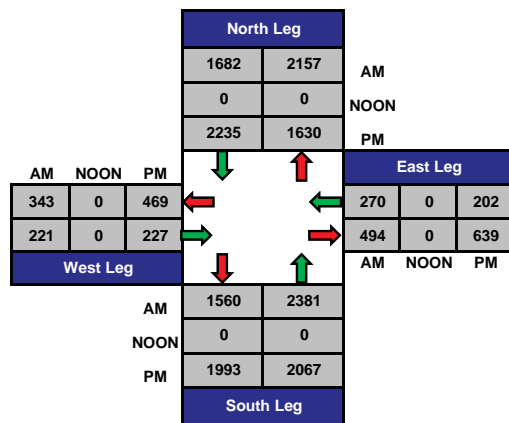 North Leg
1682 2157 AM
0 0 NOON
2235 1630 PM
AM NOON PM
East Leg
343 0 469
270 0 202
221 0 227
494 0 639
West Leg
AM NOON PM
AM 1560 2381
NOON 0 0
PM 1993 2067
South Leg